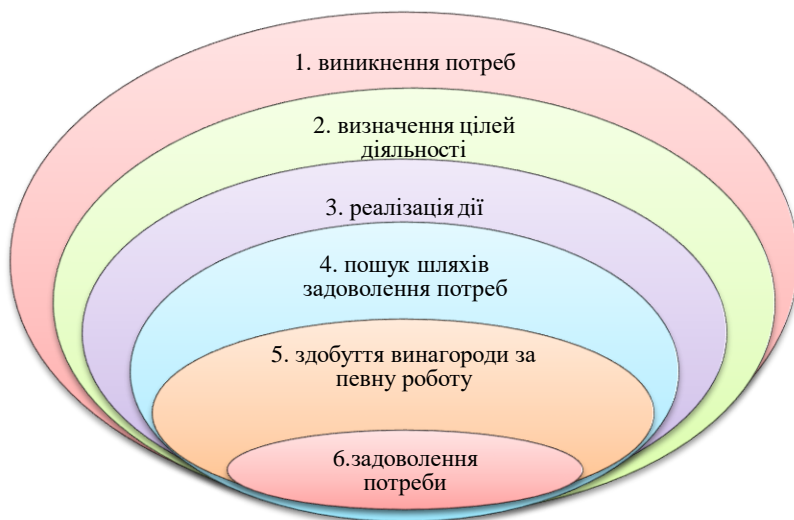 1. виникнення потреб
2. визначення цілей
діяльності
3. реалізація дії
4. пошук шляхів
задоволення потреб
5. здобуття винагороди за
певну роботу
6.задоволення
потреби